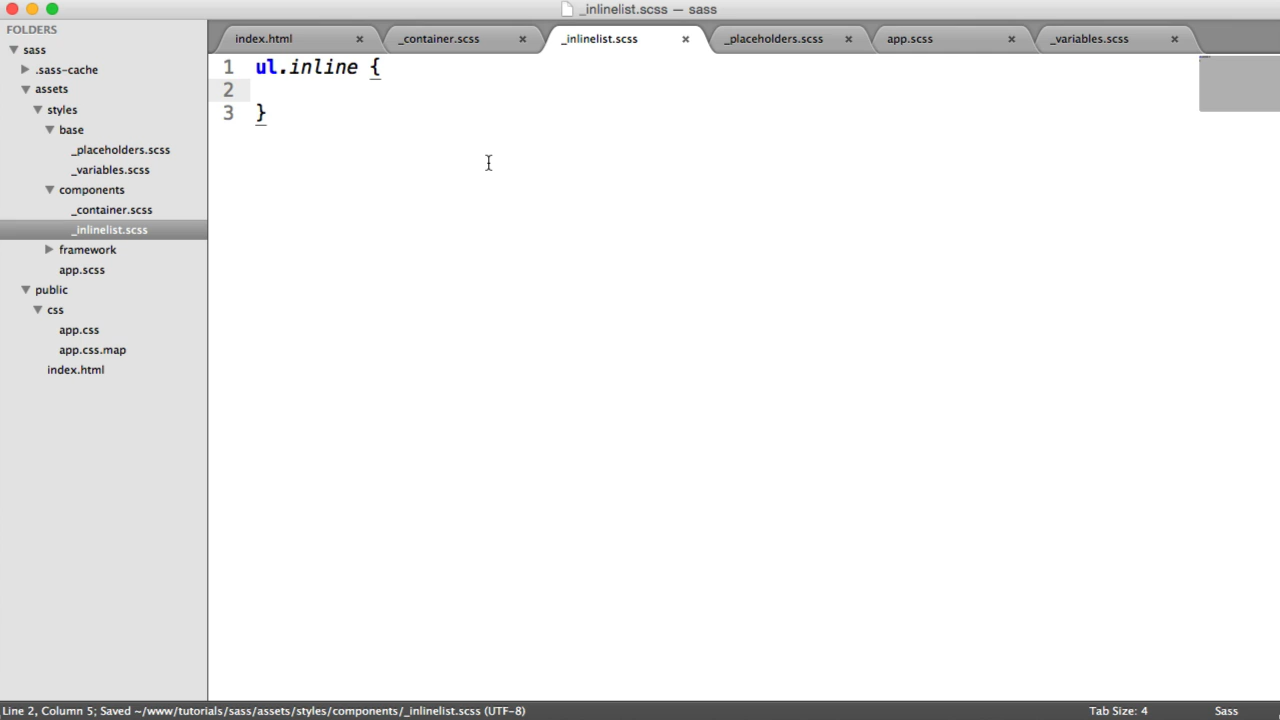 _inlinelist.scss — sass
FOLDERS
sass
.sass-cache
assets
styles
base
_placeholders.scss
_variables.scss
components
_container.scss
_inlinelist.scss
framework
app.scss
public
css
app.css
app.css.map
index.html
index.html × _container.scss × _inlinelist.scss × _placeholders.scss × app.scss × _variables.scss ×
1 ul.inline {
2
3 }
Line 2, Column 5; Saved ~/www/tutorials/sass/assets/styles/components/_inlinelist.scss (UTF-8) Tab Size: 4 Sass